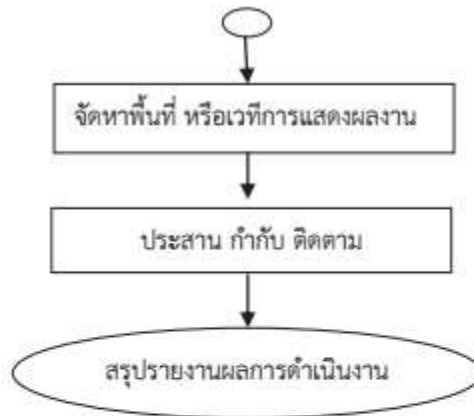 จัดหาพื้นที่ หรือเวทีการแสดงผลงาน
ประสาน กำกับ ติดตาม
สรุปรายงานผลการดำเนินงาน